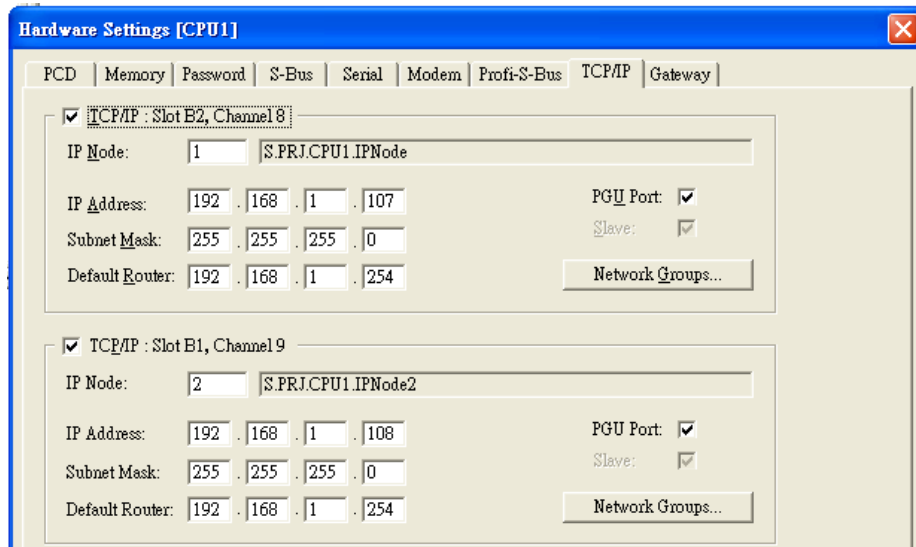 Hardware Settings [CPU1]
PCD Memory Password S-Bus Serial Modem Profi-S-Bus TCP/IP Gateway
TCP/IP : Slot B2, Channel 8
IP Node: 1 S.PRJ.CPU1.IPNode
IP Address: 192 . 168 . 1 . 107 PGU Port:
Subnet Mask: 255 . 255 . 255 . 0 Slave:
Default Router: 192 . 168 . 1 . 254 Network Groups...
TCP/IP : Slot B1, Channel 9
IP Node: 2 S.PRJ.CPU1.IPNode2
IP Address: 192 . 168 . 1 . 108 PGU Port:
Subnet Mask: 255 . 255 . 255 . 0 Slave:
Default Router: 192 . 168 . 1 . 254 Network Groups...